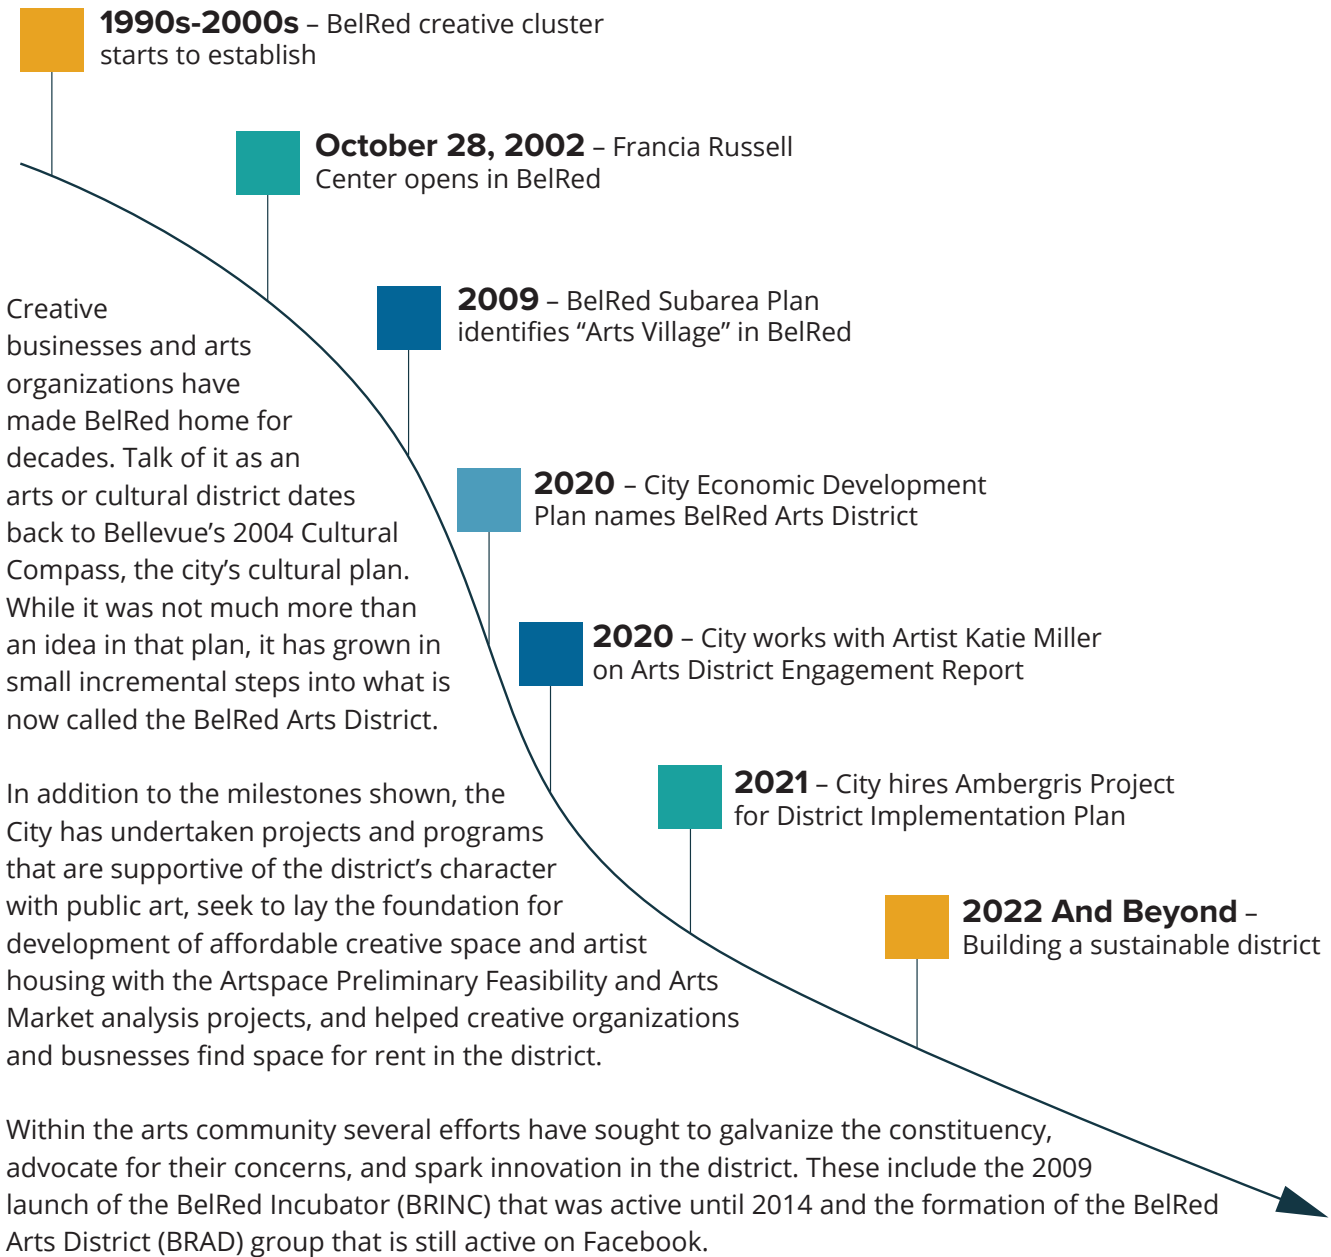 1990s-2000s – BelRed creative cluster
starts to establish
October 28, 2002 – Francia Russell
Center opens in BelRed
2009 – BelRed Subarea Plan
identifies “Arts Village” in BelRed
2020 – City Economic Development
Plan names BelRed Arts District
2020 – City works with Artist Katie Miller
on Arts District Engagement Report
2021 – City hires Ambergris Project
for District Implementation Plan
2022 And Beyond –
Building a sustainable district
Creative
businesses and arts
organizations have
made BelRed home for
decades. Talk of it as an
arts or cultural district dates
back to Bellevue’s 2004 Cultural
Compass, the city’s cultural plan.
While it was not much more than
an idea in that plan, it has grown in
small incremental steps into what is
now called the BelRed Arts District.
In addition to the milestones shown, the
City has undertaken projects and programs
that are supportive of the district’s character
with public art, seek to lay the foundation for
development of affordable creative space and artist
housing with the Artspace Preliminary Feasibility and Arts
Market analysis projects, and helped creative organizations
and busnesses find space for rent in the district.
Within the arts community several efforts have sought to galvanize the constituency,
advocate for their concerns, and spark innovation in the district. These include the 2009
launch of the BelRed Incubator (BRINC) that was active until 2014 and the formation of the BelRed
Arts District (BRAD) group that is still active on Facebook.